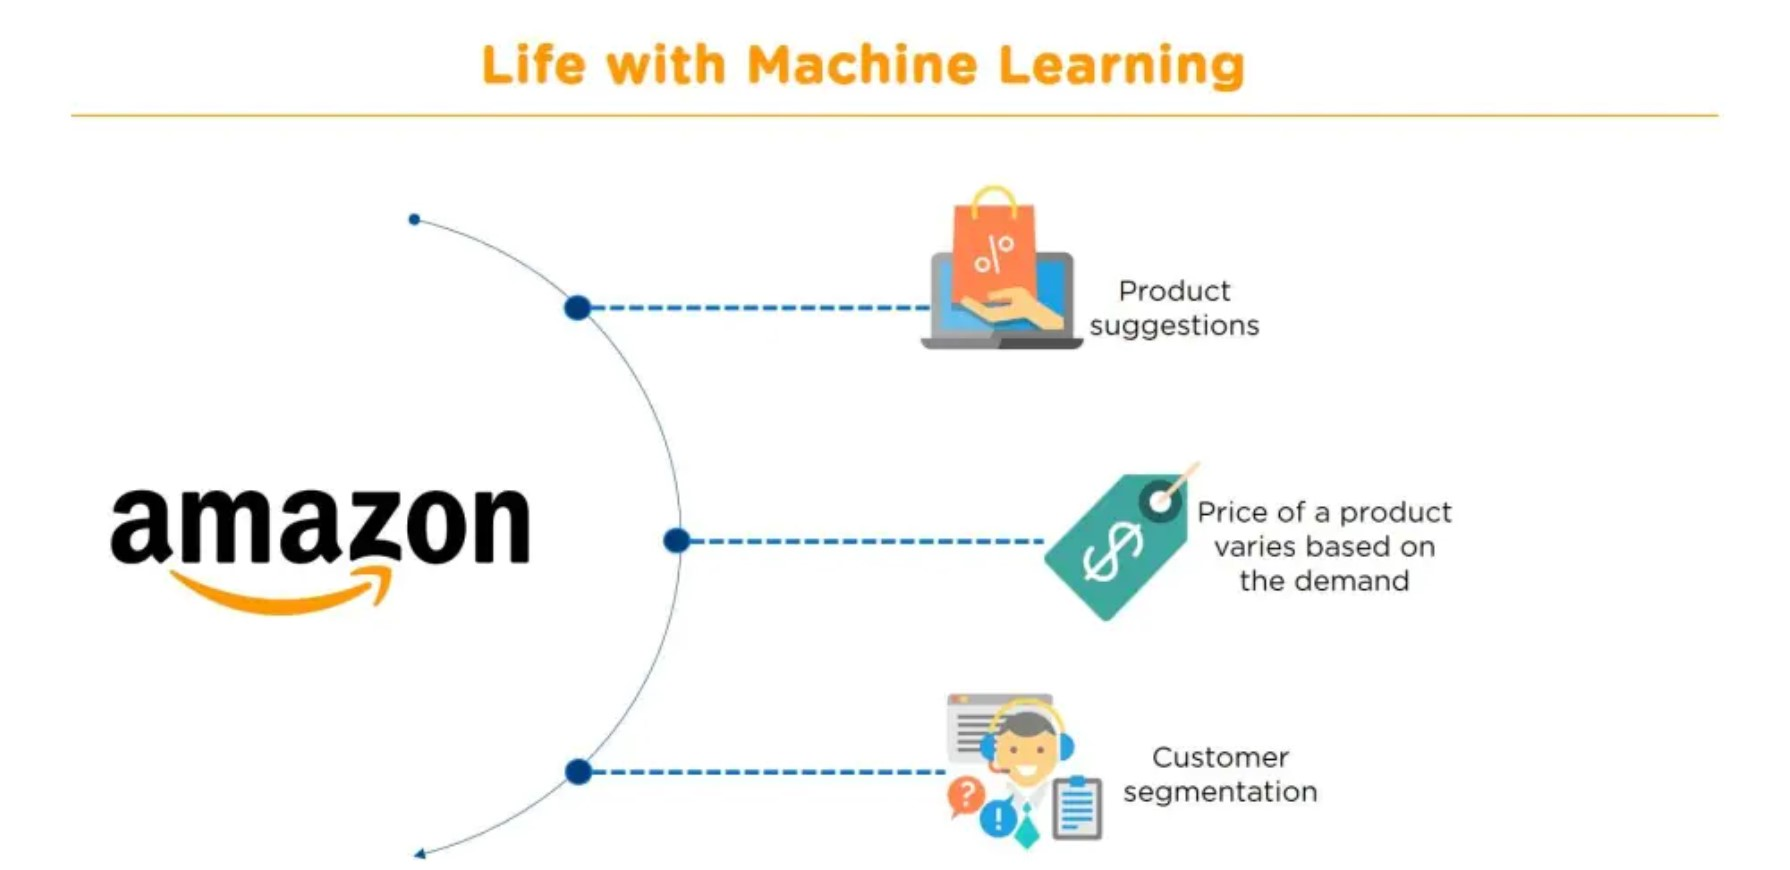 Life with Machine Learning
%
Product
suggestions
amazon
$
Price of a product
varies based on
the demand
?
!
Customer
segmentation